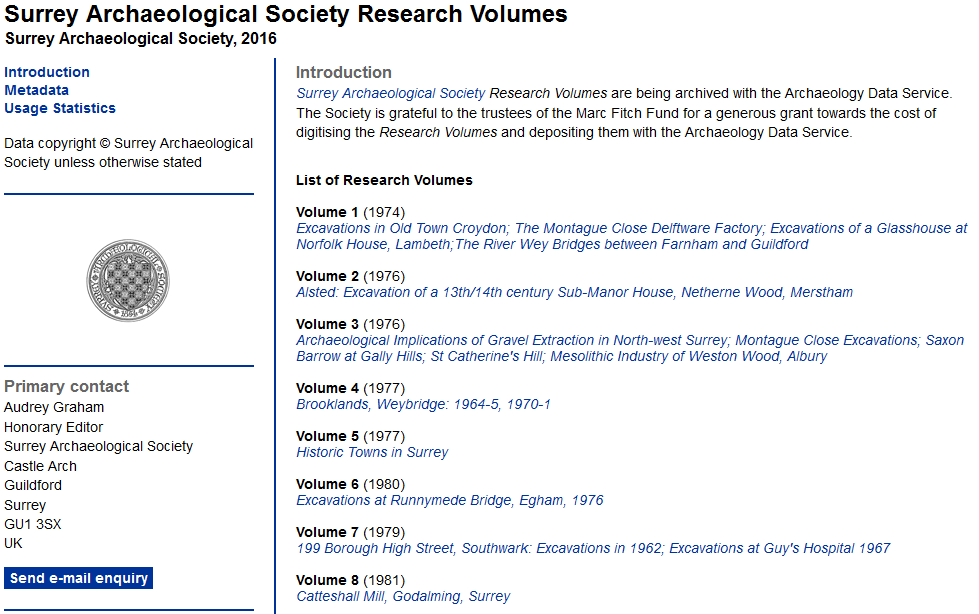 Surrey Archaeological Society Research Volumes
Surrey Archaeological Society, 2016
Introduction
Metadata
Usage Statistics
Data copyright © Surrey Archaeological
Society unless otherwise stated
SURREY ARCHÆOLOGICAL SOCIETY
1854
Primary contact
Audrey Graham
Honorary Editor
Surrey Archaeological Society
Castle Arch
Guildford
Surrey
GU1 3SX
UK
Send e-mail enquiry
Introduction
Surrey Archaeological Society Research Volumes are being archived with the Archaeology Data Service.
The Society is grateful to the trustees of the Marc Fitch Fund for a generous grant towards the cost of
digitising the Research Volumes and depositing them with the Archaeology Data Service.
List of Research Volumes
Volume 1 (1974)
Excavations in Old Town Croydon; The Montague Close Delftware Factory; Excavations of a Glasshouse at
Norfolk House, Lambeth;The River Wey Bridges between Farnham and Guildford
Volume 2 (1976)
Alsted: Excavation of a 13th/14th century Sub-Manor House, Netherne Wood, Merstham
Volume 3 (1976)
Archaeological Implications of Gravel Extraction in North-west Surrey; Montague Close Excavations; Saxon
Barrow at Gally Hills; St Catherine's Hill; Mesolithic Industry of Weston Wood, Albury
Volume 4 (1977)
Brooklands, Weybridge: 1964-5, 1970-1
Volume 5 (1977)
Historic Towns in Surrey
Volume 6 (1980)
Excavations at Runnymede Bridge, Egham, 1976
Volume 7 (1979)
199 Borough High Street, Southwark: Excavations in 1962; Excavations at Guy's Hospital 1967
Volume 8 (1981)
Catteshall Mill, Godalming, Surrey